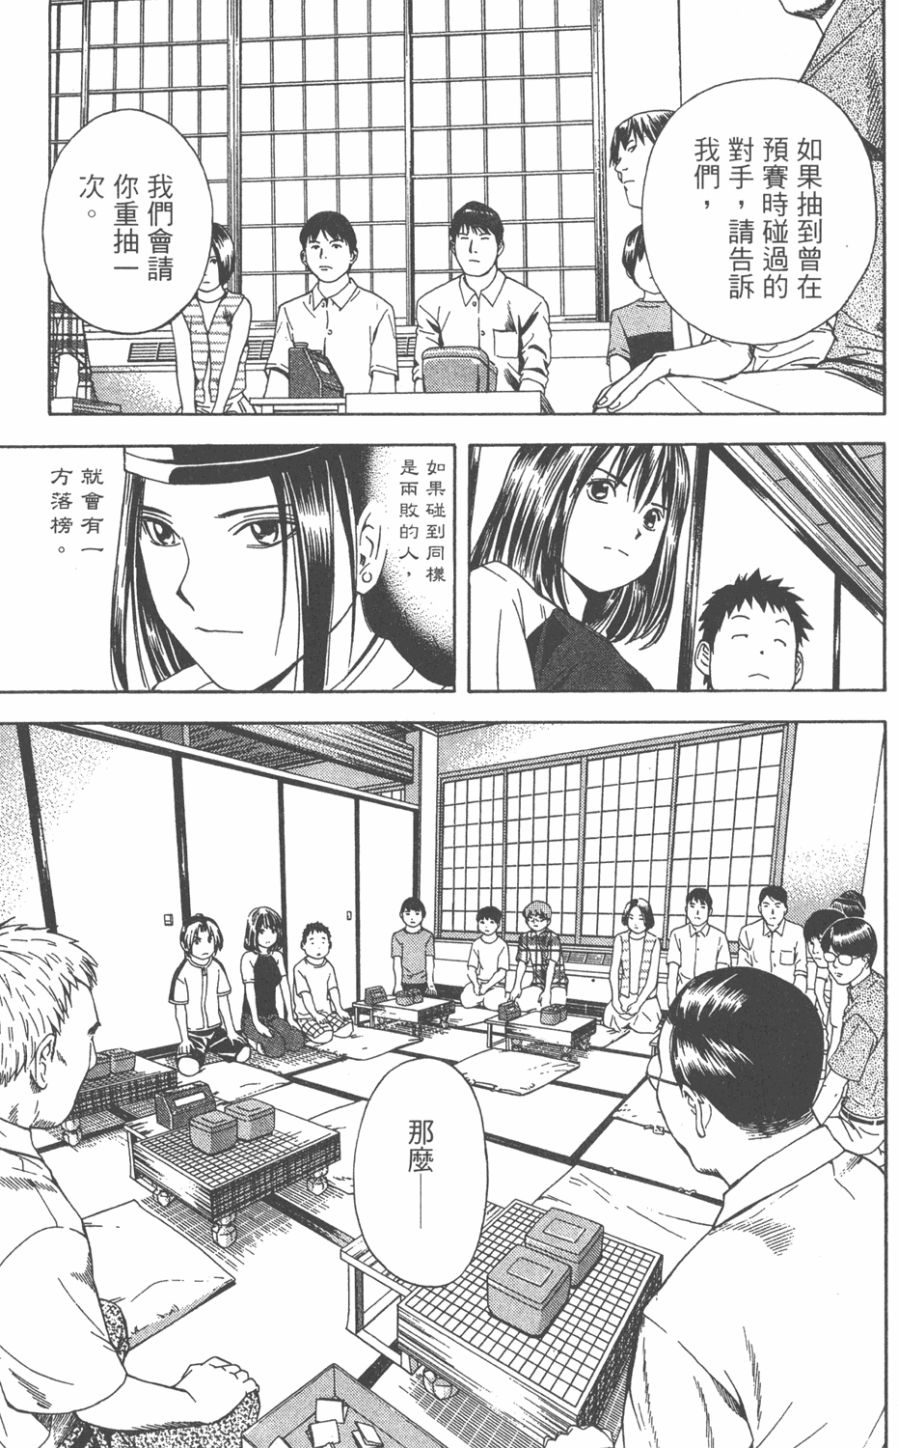 如果抽到曾在
預賽時碰過的
對手，請告訴
我們，
我們會請
你重抽一
次。
如果碰到同樣
是兩敗的人，
就會有一
方落榜。
那麼——